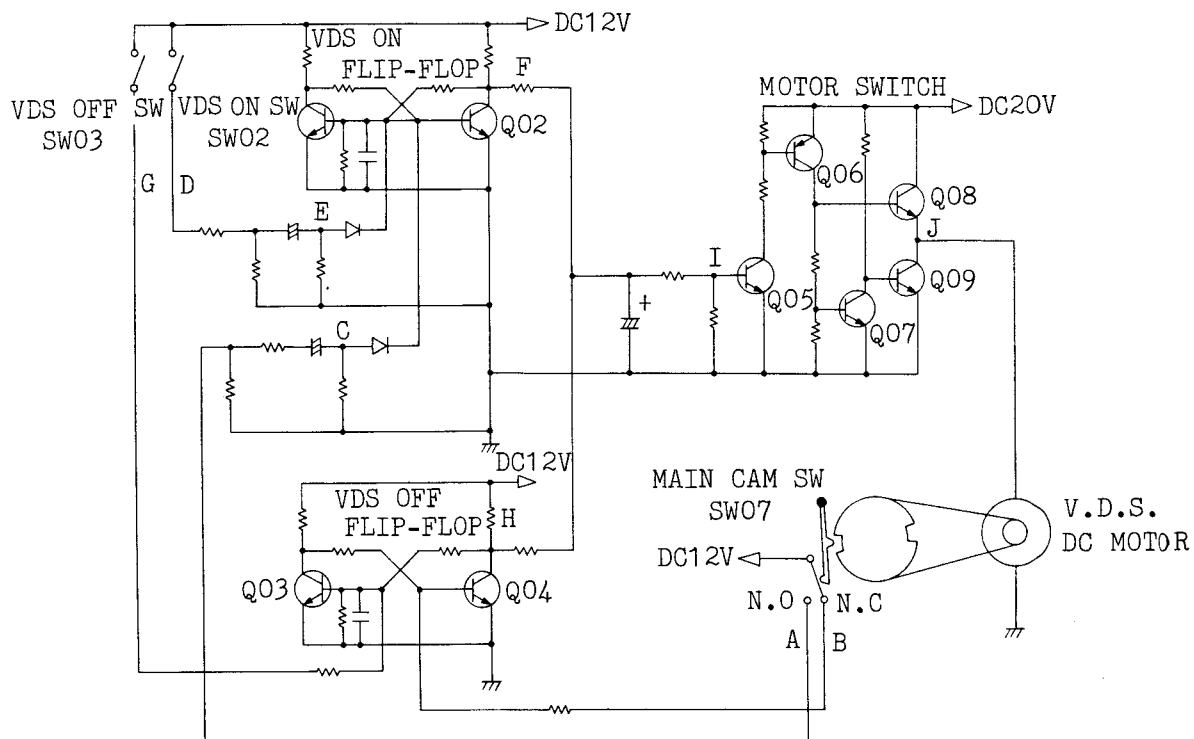 DC12V
VDS ON
FLIP-FLOP
F
VDS OFF SW
SW03
VDS ON SW
SW02
Q02
G
D
E
C
MOTOR SWITCH
DC20V
Q06
Q08
J
I
Q05
Q09
Q07
+
DC12V
VDS OFF
FLIP-FLOP
H
Q03
Q04
MAIN CAM SW
SW07
DC12V
N.O
N.C
A
B
V.D.S.
DC MOTOR